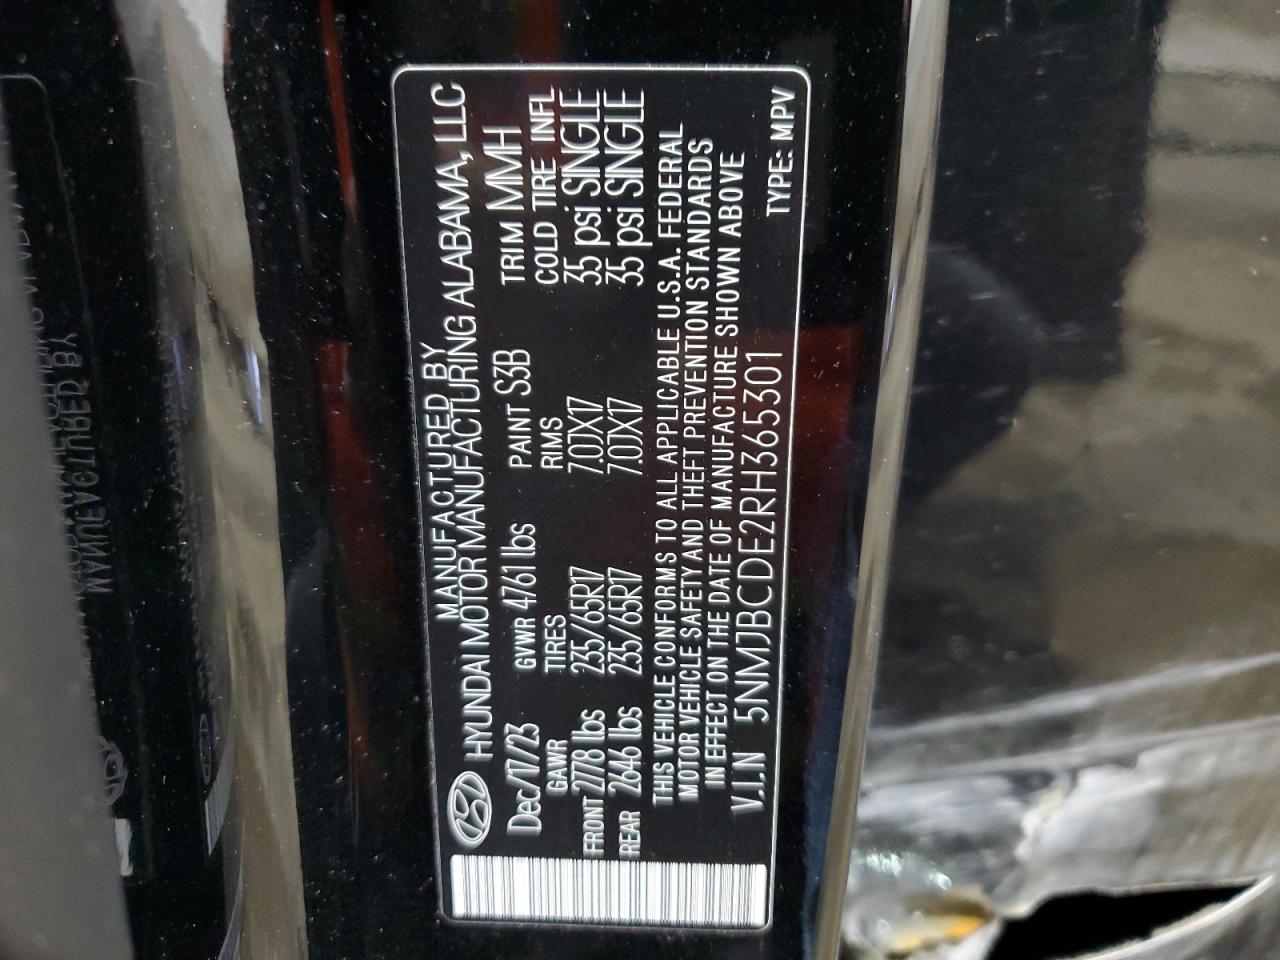 MANUFACTURED BY
HYUNDAI MOTOR MANUFACTURING ALABAMA, LLC
Dec/17/23 GVWR 4761 lbs PAINT S3B TRIM MMH
GAWR TIRES RIMS COLD TIRE INFL
FRONT 2778 lbs 235/65R17 7.0JX17 35 psi SINGLE
REAR 2646 lbs 235/65R17 7.0JX17 35 psi SINGLE
THIS VEHICLE CONFORMS TO ALL APPLICABLE U.S.A. FEDERAL
MOTOR VEHICLE SAFETY AND THEFT PREVENTION STANDARDS
IN EFFECT ON THE DATE OF MANUFACTURE SHOWN ABOVE
V.I.N 5NMJBCDE2RH365301 TYPE: MPV